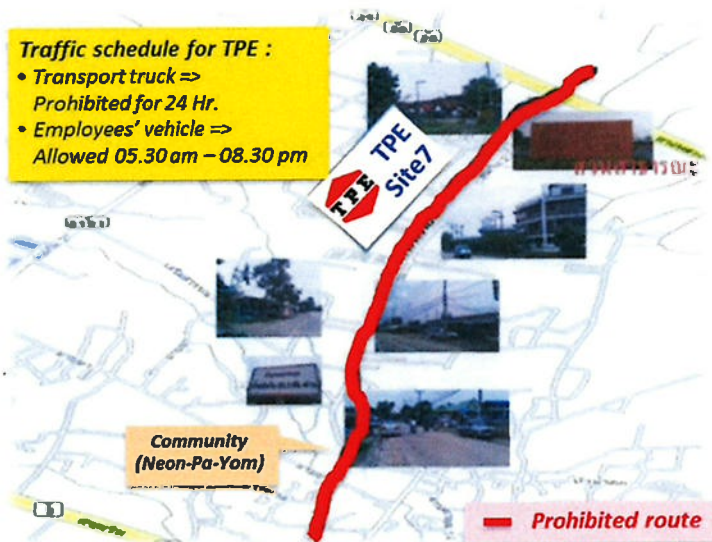 Traffic schedule for TPE :
• Transport truck =>
Prohibited for 24 Hr.
• Employees' vehicle =>
Allowed 05.30 am – 08.30 pm
TPE
TPE
Site7
Community
(Neon-Pa-Yom)
Prohibited route